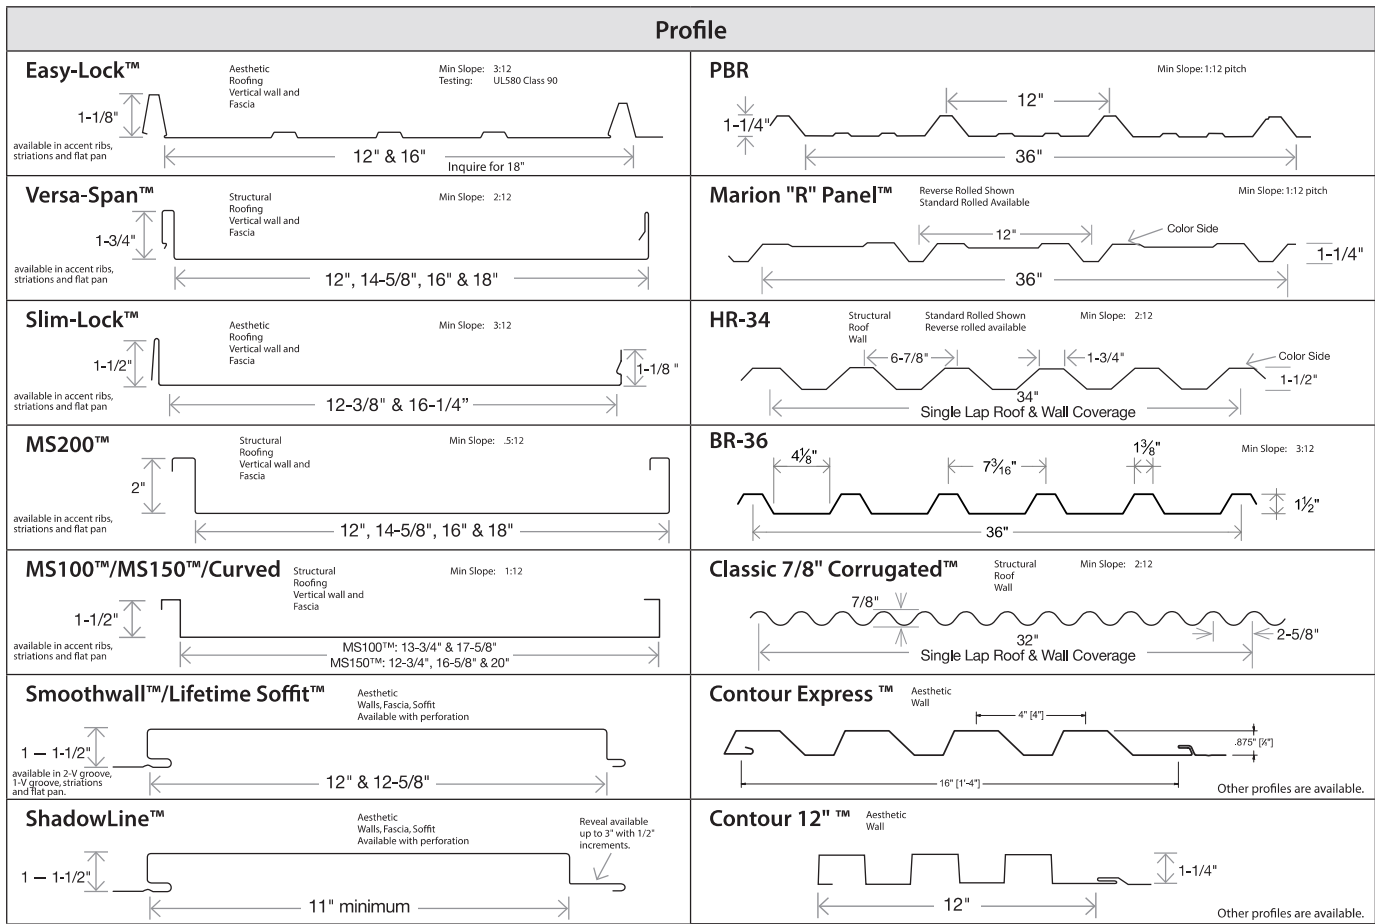 Profile
Easy-Lock™
Aesthetic
Roofing
Vertical wall and
Fascia
Min Slope: 3:12
Testing: UL580 Class 90
1-1/8"
available in accent ribs,
striations and flat pan
12" & 16"
Inquire for 18"
PBR
Min Slope: 1:12 pitch
12"
1-1/4"
36"
Versa-Span™
Structural
Roofing
Vertical wall and
Fascia
Min Slope: 2:12
1-3/4"
available in accent ribs,
striations and flat pan
12", 14-5/8", 16" & 18"
Marion "R" Panel™
Reverse Rolled Shown
Standard Rolled Available
Min Slope: 1:12 pitch
12"
Color Side
1-1/4"
36"
Slim-Lock™
Aesthetic
Roofing
Vertical wall and
Fascia
Min Slope: 3:12
1-1/2"
1-1/8 "
available in accent ribs,
striations and flat pan
12-3/8" & 16-1/4”
HR-34
Structural
Roof
Wall
Standard Rolled Shown
Reverse rolled available
Min Slope: 2:12
6-7/8"
1-3/4"
Color Side
1-1/2"
34"
Single Lap Roof & Wall Coverage
MS200™
Structural
Roofing
Vertical wall and
Fascia
Min Slope: .5:12
2"
available in accent ribs,
striations and flat pan
12", 14-5/8", 16" & 18"
BR-36
4⅛"
7³⁄₁₆"
1⅜"
Min Slope: 3:12
1½"
36"
MS100™/MS150™/Curved
Structural
Roofing
Vertical wall and
Fascia
Min Slope: 1:12
1-1/2"
available in accent ribs,
striations and flat pan
MS100™: 13-3/4" & 17-5/8"
MS150™: 12-3/4", 16-5/8" & 20"
Classic 7/8" Corrugated™
Structural
Roof
Wall
Min Slope: 2:12
7/8"
32"
2-5/8"
Single Lap Roof & Wall Coverage
Smoothwall™/Lifetime Soffit™
Aesthetic
Walls, Fascia, Soffit
Available with perforation
1 — 1-1/2"
available in 2-V groove,
1-V groove, striations
and flat pan.
12" & 12-5/8"
Contour Express ™
Aesthetic
Wall
4" [4"]
.875" [⅞"]
16" [1'-4"]
Other profiles are available.
ShadowLine™
Aesthetic
Walls, Fascia, Soffit
Available with perforation
Reveal available
up to 3" with 1/2"
increments.
1 — 1-1/2"
11" minimum
Contour 12" ™
Aesthetic
Wall
1-1/4"
12"
Other profiles are available.